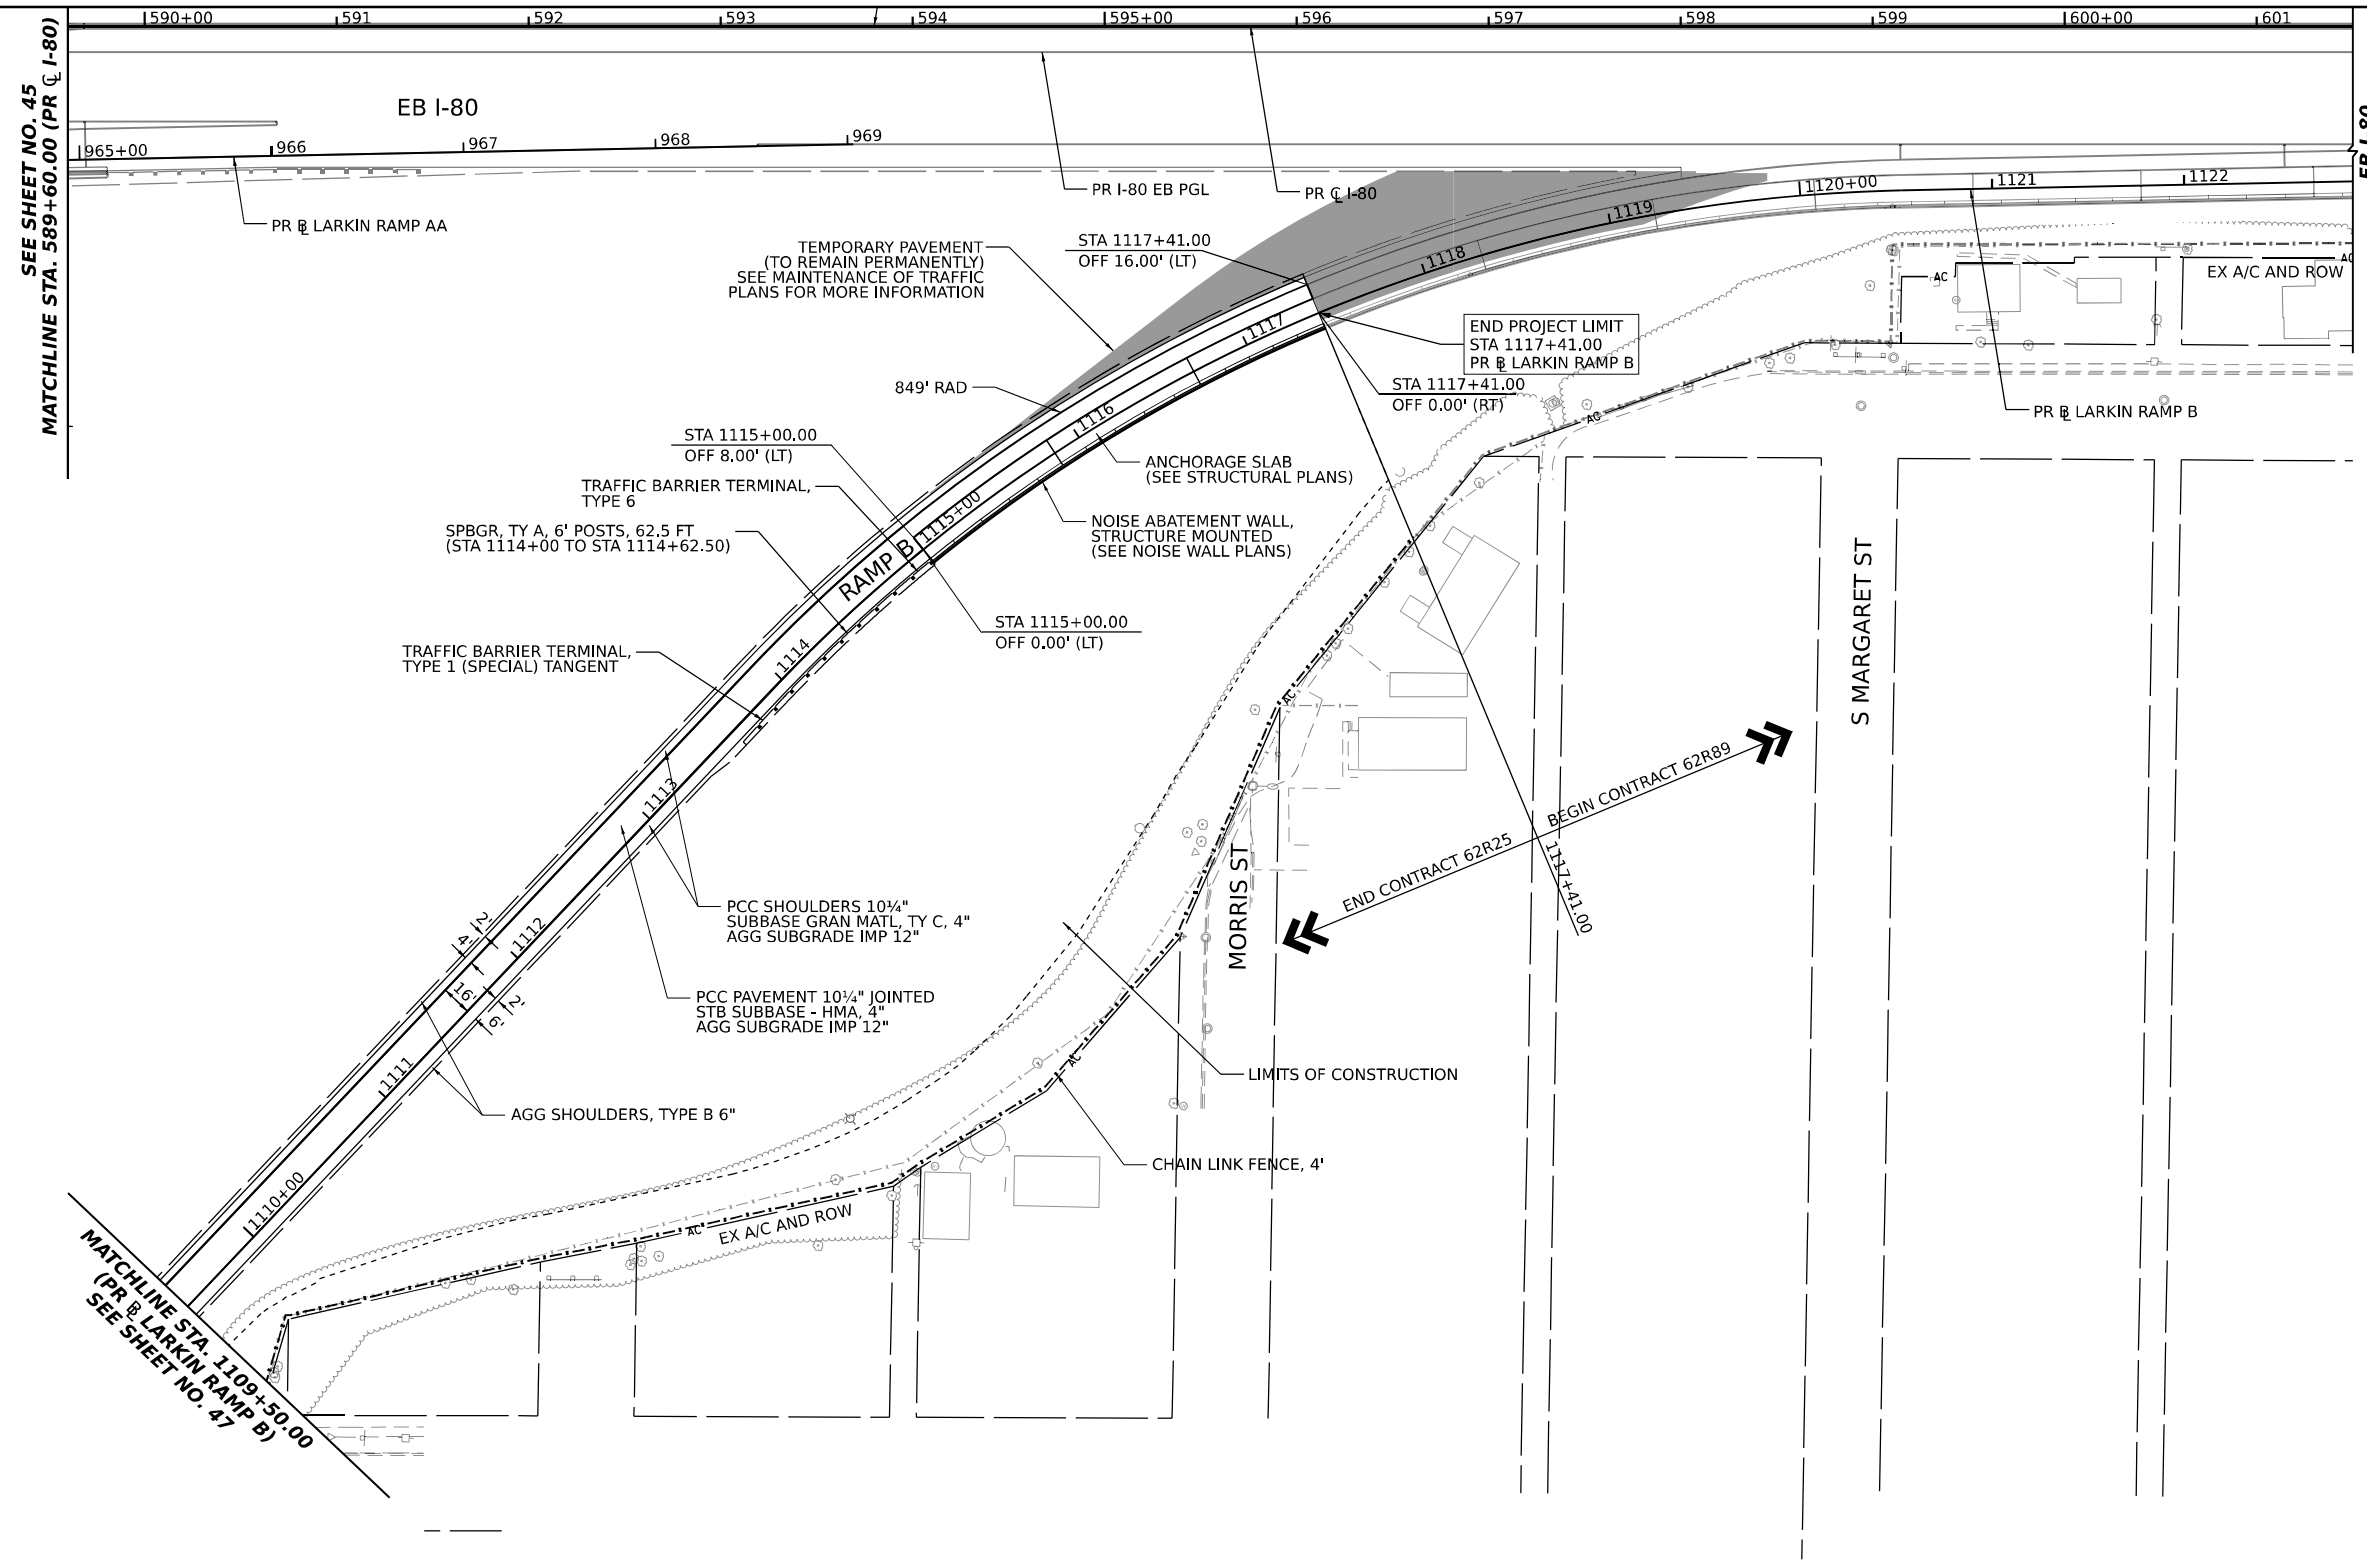 590+00
591
592
593
594
595+00
596
597
598
599
600+00
601
SEE SHEET NO. 45
MATCHLINE STA. 589+60.00 (PR ℄ I-80)
EB I-80
EB I-80
965+00
966
967
968
969
PR I-80 EB PGL
PR ℄ I-80
PR B̵L LARKIN RAMP AA
1120+00
1121
1122
1119
1118
1117
1116
1115+00
1114
1113
1112
1111
1110+00
TEMPORARY PAVEMENT
(TO REMAIN PERMANENTLY)
SEE MAINTENANCE OF TRAFFIC
PLANS FOR MORE INFORMATION
STA 1117+41.00
OFF 16.00' (LT)
EX A/C AND ROW
AC
AC
END PROJECT LIMIT
STA 1117+41.00
PR BL LARKIN RAMP B
STA 1117+41.00
OFF 0.00' (RT)
AC
PR BL LARKIN RAMP B
849' RAD
STA 1115+00.00
OFF 8.00' (LT)
ANCHORAGE SLAB
(SEE STRUCTURAL PLANS)
TRAFFIC BARRIER TERMINAL,
TYPE 6
SPBGR, TY A, 6' POSTS, 62.5 FT
(STA 1114+00 TO STA 1114+62.50)
NOISE ABATEMENT WALL,
STRUCTURE MOUNTED
(SEE NOISE WALL PLANS)
RAMP B
STA 1115+00.00
OFF 0.00' (LT)
TRAFFIC BARRIER TERMINAL,
TYPE 1 (SPECIAL) TANGENT
AC
S MARGARET ST
MORRIS ST
BEGIN CONTRACT 62R89
END CONTRACT 62R25
1117+41.00
PCC SHOULDERS 10¼"
SUBBASE GRAN MATL, TY C, 4"
AGG SUBGRADE IMP 12"
2'
4'
16'
2'
6'
PCC PAVEMENT 10¼" JOINTED
STB SUBBASE - HMA, 4"
AGG SUBGRADE IMP 12"
AC
LIMITS OF CONSTRUCTION
AGG SHOULDERS, TYPE B 6"
CHAIN LINK FENCE, 4'
AC
EX A/C AND ROW
MATCHLINE STA. 1109+50.00
(PR BL LARKIN RAMP B)
SEE SHEET NO. 47